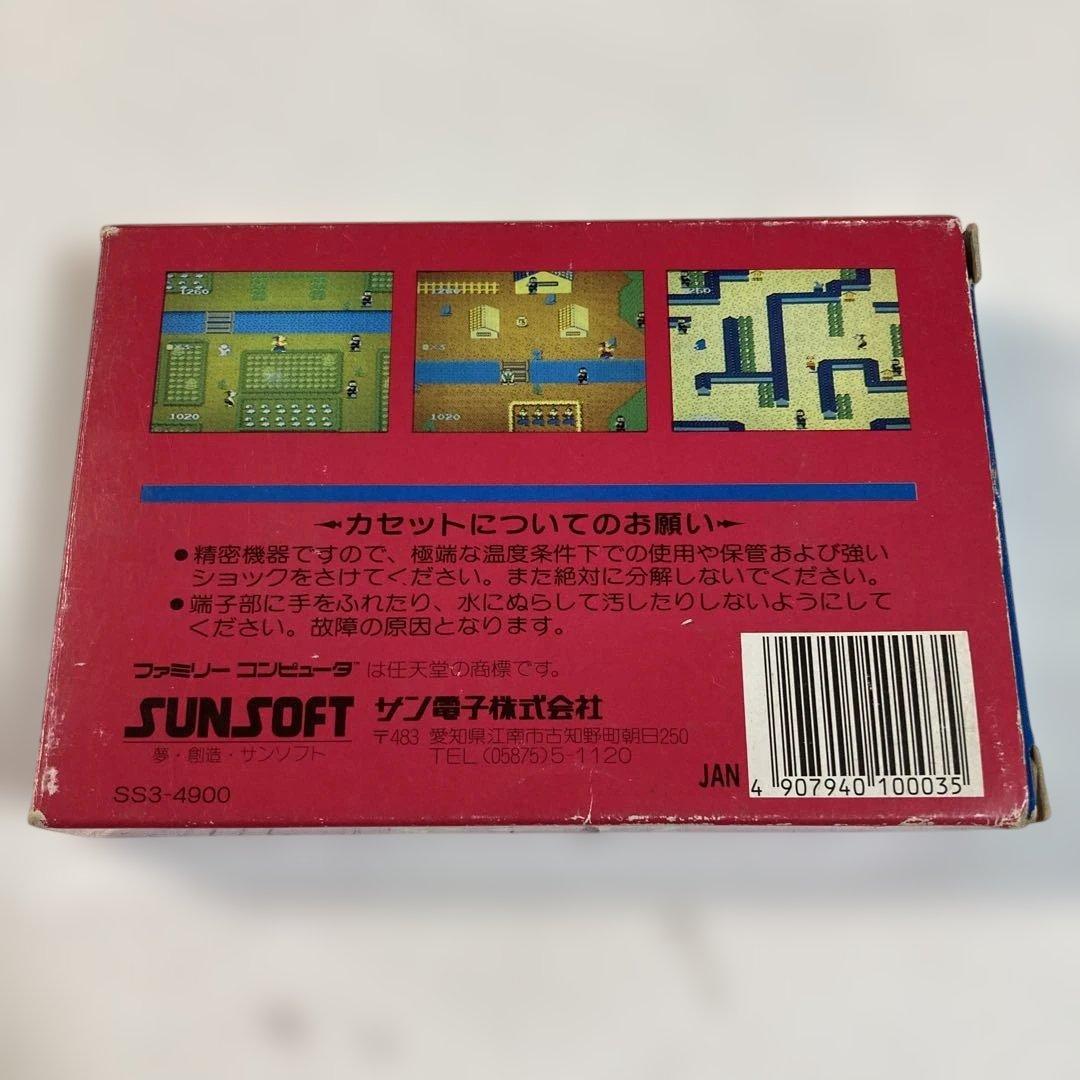 1260
1020
1020
カセットについてのお願い
●精密機器ですので、極端な温度条件下での使用や保管および強い
ショックをさけてください。また絶対に分解しないでください。
●端子部に手をふれたり、水にぬらして汚したりしないようにして
ください。故障の原因となります。
ファミリーコンピュータ™は任天堂の商標です。
SUNSOFT サン電子株式会社
夢・創造・サンソフト
〒483 愛知県江南市古知野町朝日250
TEL(05875)5-1120
SS3-4900
JAN 4 907940 100035